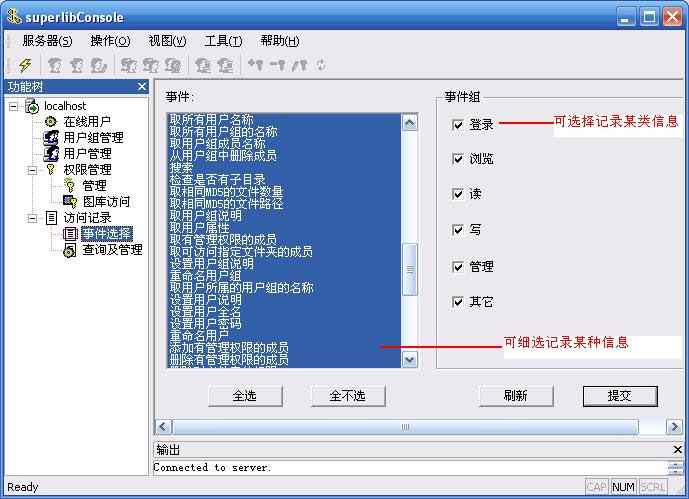 superlibConsole
服务器(S) 操作(O) 视图(V) 工具(T) 帮助(H)
功能树
localhost
在线用户
用户组管理
用户管理
权限管理
管理
图库访问
访问记录
事件选择
查询及管理
事件:
取所有用户名称
取所有用户组的名称
取用户组成员名称
从用户组中删除成员
搜索
检查是否有子目录
取相同MD5的文件数量
取相同MD5的文件路径
取用户组说明
取用户属性
取有管理权限的成员
取可访问指定文件夹的成员
设置用户组说明
重命名用户组
取用户所属的用户组的名称
设置用户说明
设置用户全名
设置用户密码
重命名用户
添加有管理权限的成员
删除有管理权限的成员
事件组
登录
可选择记录某类信息
浏览
读
写
管理
其它
可细选记录某种信息
全选 全不选 刷新 提交
输出
Connected to server.
Ready CAP NUM SCRL